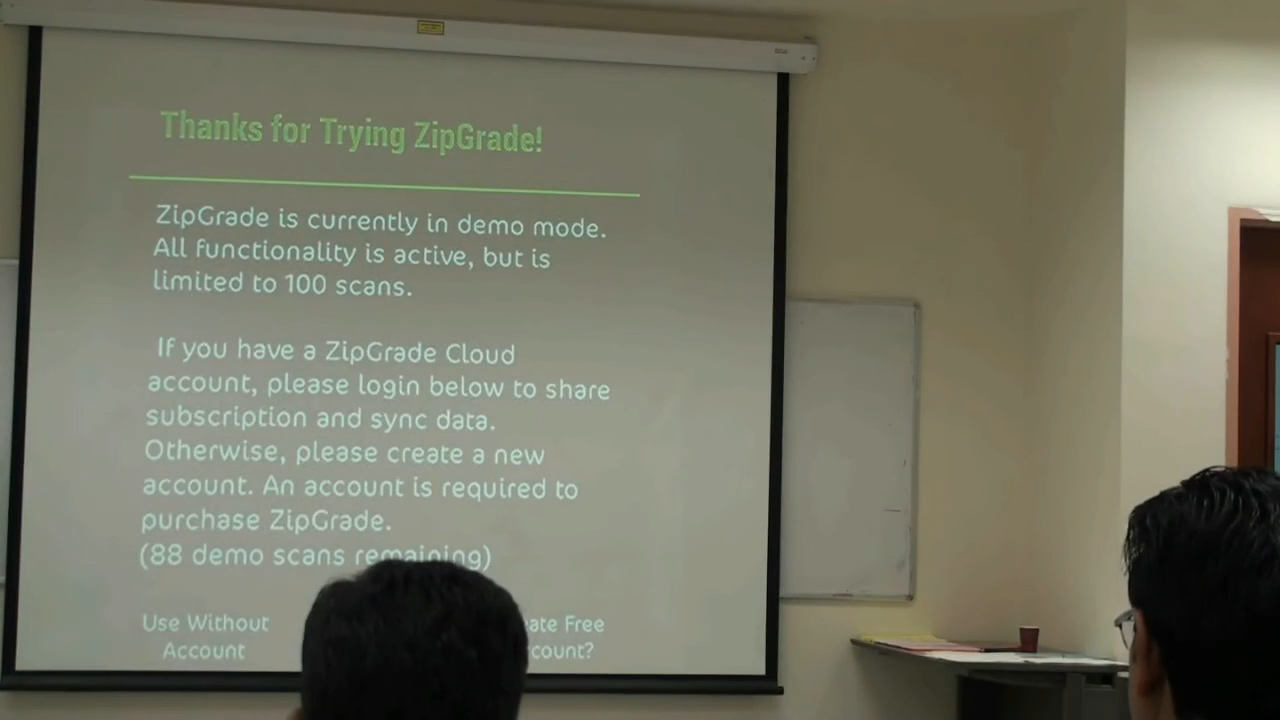 Thanks for Trying ZipGrade!
ZipGrade is currently in demo mode.
All functionality is active, but is
limited to 100 scans.
If you have a ZipGrade Cloud
account, please login below to share
subscription and sync data.
Otherwise, please create a new
account. An account is required to
purchase ZipGrade.
(88 demo scans remaining)
Use Without
Account
Free